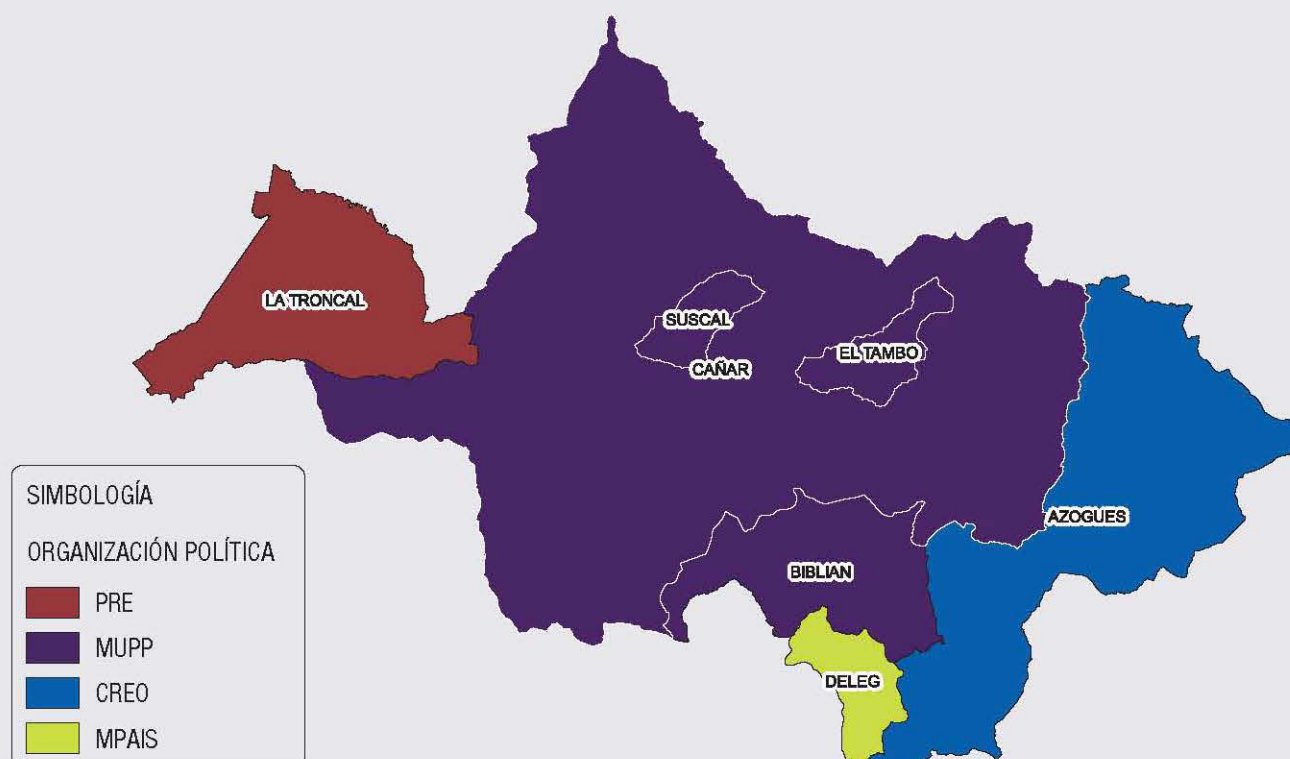 LA TRONCAL
SUSCAL
CAÑAR
EL TAMBO
AZOGUES
BIBLIAN
DELEG
SIMBOLOGÍA
ORGANIZACIÓN POLÍTICA
PRE
MUPP
CREO
MPAIS